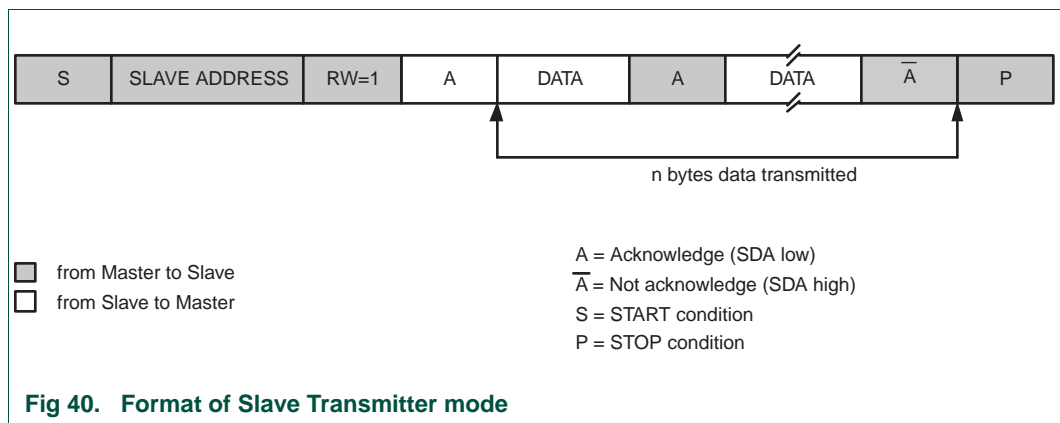 S SLAVE ADDRESS RW=1 A DATA A DATA A̅ P
n bytes data transmitted
from Master to Slave
from Slave to Master
A = Acknowledge (SDA low)
A̅ = Not acknowledge (SDA high)
S = START condition
P = STOP condition
Fig 40. Format of Slave Transmitter mode